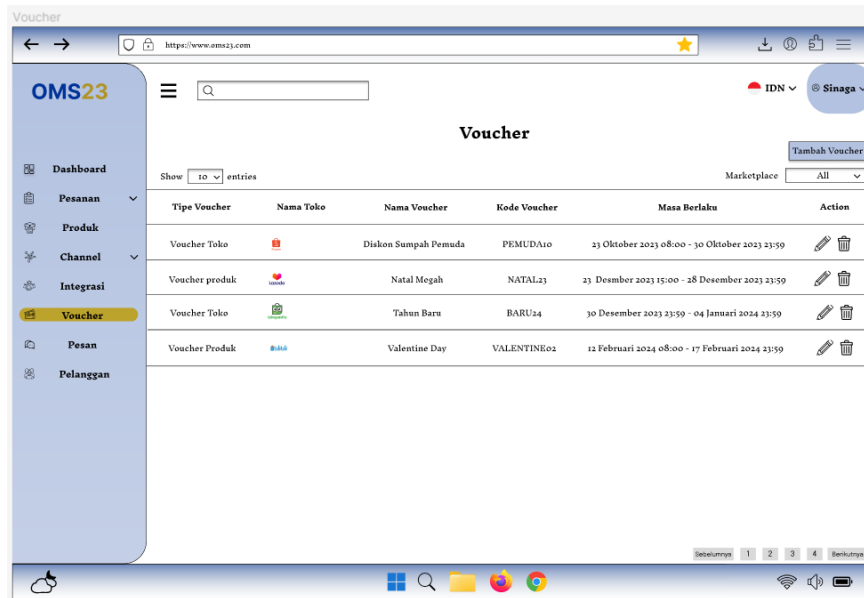 Voucher
https://www.oms23.com
OMS23
IDN
Sinaga
Voucher
Tambah Voucher
Show 10 entries
Marketplace All
Dashboard
Pesanan
Produk
Channel
Integrasi
Voucher
Pesan
Pelanggan
Tipe Voucher Nama Toko Nama Voucher Kode Voucher Masa Berlaku Action
Voucher Toko Diskon Sumpah Pemuda PEMUDA10 23 Oktober 2023 08:00 - 30 Oktober 2023 23:59
Voucher produk Natal Megah NATAL23 23 Desmber 2023 15:00 - 28 Desember 2023 23:59
Voucher Toko Tahun Baru BARU24 30 Desember 2023 23:59 - 04 Januari 2024 23:59
Voucher Produk Valentine Day VALENTINE02 12 Februari 2024 08:00 - 17 Februari 2024 23:59
Sebelumnya 1 2 3 4 Berikutnya